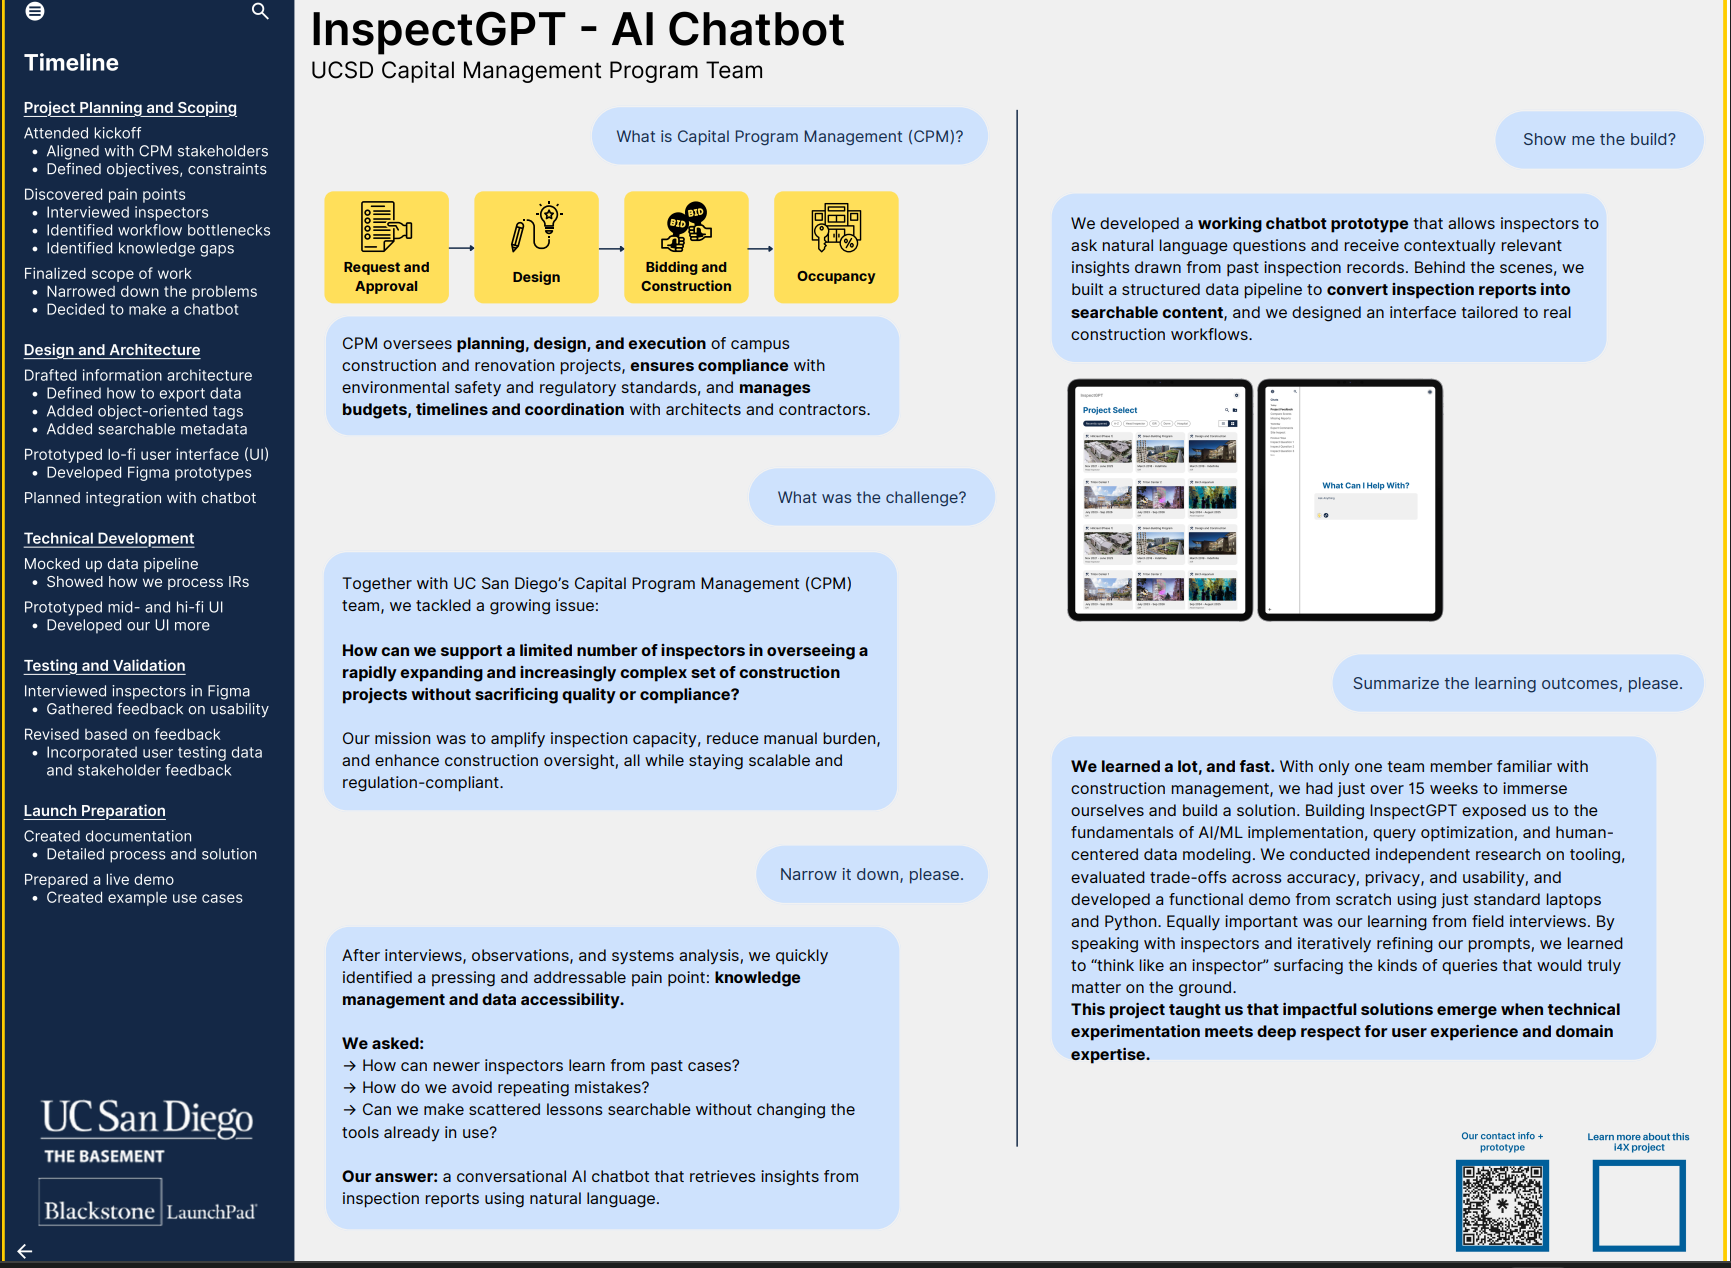 Timeline
Project Planning and Scoping
Attended kickoff
• Aligned with CPM stakeholders
• Defined objectives, constraints
Discovered pain points
• Interviewed inspectors
• Identified workflow bottlenecks
• Identified knowledge gaps
Finalized scope of work
• Narrowed down the problems
• Decided to make a chatbot
Design and Architecture
Drafted information architecture
• Defined how to export data
• Added object-oriented tags
• Added searchable metadata
Prototyped lo-fi user interface (UI)
• Developed Figma prototypes
Planned integration with chatbot
Technical Development
Mocked up data pipeline
• Showed how we process IRs
Prototyped mid- and hi-fi UI
• Developed our UI more
Testing and Validation
Interviewed inspectors in Figma
• Gathered feedback on usability
Revised based on feedback
• Incorporated user testing data
and stakeholder feedback
Launch Preparation
Created documentation
• Detailed process and solution
Prepared a live demo
• Created example use cases
UC San Diego
THE BASEMENT
Blackstone LaunchPad
InspectGPT - AI Chatbot
UCSD Capital Management Program Team
What is Capital Program Management (CPM)?
Request and
Approval
Design
BID
BID
Bidding and
Construction
Occupancy
CPM oversees planning, design, and execution of campus
construction and renovation projects, ensures compliance with
environmental safety and regulatory standards, and manages
budgets, timelines and coordination with architects and contractors.
What was the challenge?
Together with UC San Diego’s Capital Program Management (CPM)
team, we tackled a growing issue:
How can we support a limited number of inspectors in overseeing a
rapidly expanding and increasingly complex set of construction
projects without sacrificing quality or compliance?
Our mission was to amplify inspection capacity, reduce manual burden,
and enhance construction oversight, all while staying scalable and
regulation-compliant.
Narrow it down, please.
After interviews, observations, and systems analysis, we quickly
identified a pressing and addressable pain point: knowledge
management and data accessibility.
We asked:
→ How can newer inspectors learn from past cases?
→ How do we avoid repeating mistakes?
→ Can we make scattered lessons searchable without changing the
tools already in use?
Our answer: a conversational AI chatbot that retrieves insights from
inspection reports using natural language.
Show me the build?
We developed a working chatbot prototype that allows inspectors to
ask natural language questions and receive contextually relevant
insights drawn from past inspection records. Behind the scenes, we
built a structured data pipeline to convert inspection reports into
searchable content, and we designed an interface tailored to real
construction workflows.
InspectGPT
Project Select
What Can I Help With?
Summarize the learning outcomes, please.
We learned a lot, and fast. With only one team member familiar with
construction management, we had just over 15 weeks to immerse
ourselves and build a solution. Building InspectGPT exposed us to the
fundamentals of AI/ML implementation, query optimization, and human-
centered data modeling. We conducted independent research on tooling,
evaluated trade-offs across accuracy, privacy, and usability, and
developed a functional demo from scratch using just standard laptops
and Python. Equally important was our learning from field interviews. By
speaking with inspectors and iteratively refining our prompts, we learned
to “think like an inspector” surfacing the kinds of queries that would truly
matter on the ground.
This project taught us that impactful solutions emerge when technical
experimentation meets deep respect for user experience and domain
expertise.
Our contact info +
prototype
Learn more about this
i4X project